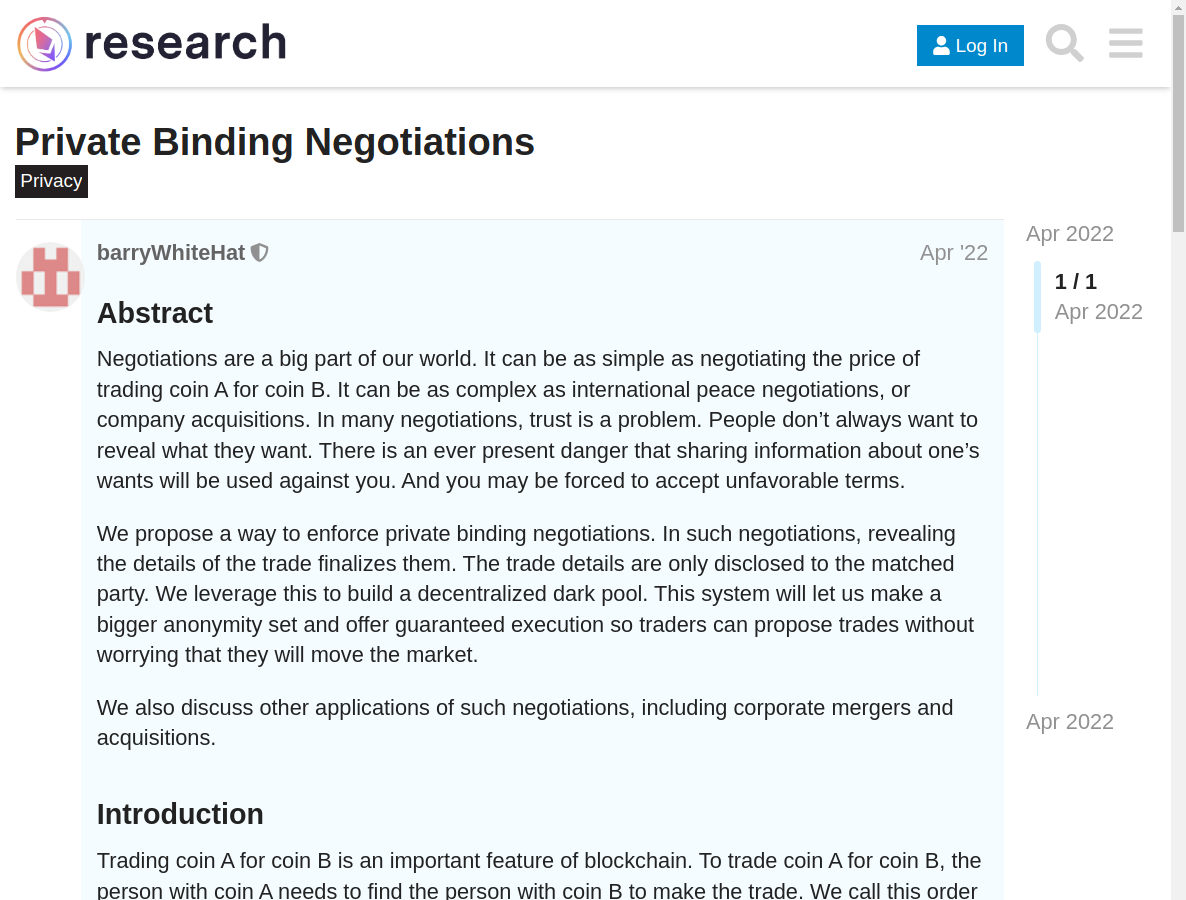 research
Log In
Private Binding Negotiations
Privacy
barryWhiteHat
Apr '22
Abstract
Negotiations are a big part of our world. It can be as simple as negotiating the price of
trading coin A for coin B. It can be as complex as international peace negotiations, or
company acquisitions. In many negotiations, trust is a problem. People don’t always want to
reveal what they want. There is an ever present danger that sharing information about one’s
wants will be used against you. And you may be forced to accept unfavorable terms.
We propose a way to enforce private binding negotiations. In such negotiations, revealing
the details of the trade finalizes them. The trade details are only disclosed to the matched
party. We leverage this to build a decentralized dark pool. This system will let us make a
bigger anonymity set and offer guaranteed execution so traders can propose trades without
worrying that they will move the market.
We also discuss other applications of such negotiations, including corporate mergers and
acquisitions.
Introduction
Trading coin A for coin B is an important feature of blockchain. To trade coin A for coin B, the
person with coin A needs to find the person with coin B to make the trade. We call this order
Apr 2022
1 / 1
Apr 2022
Apr 2022